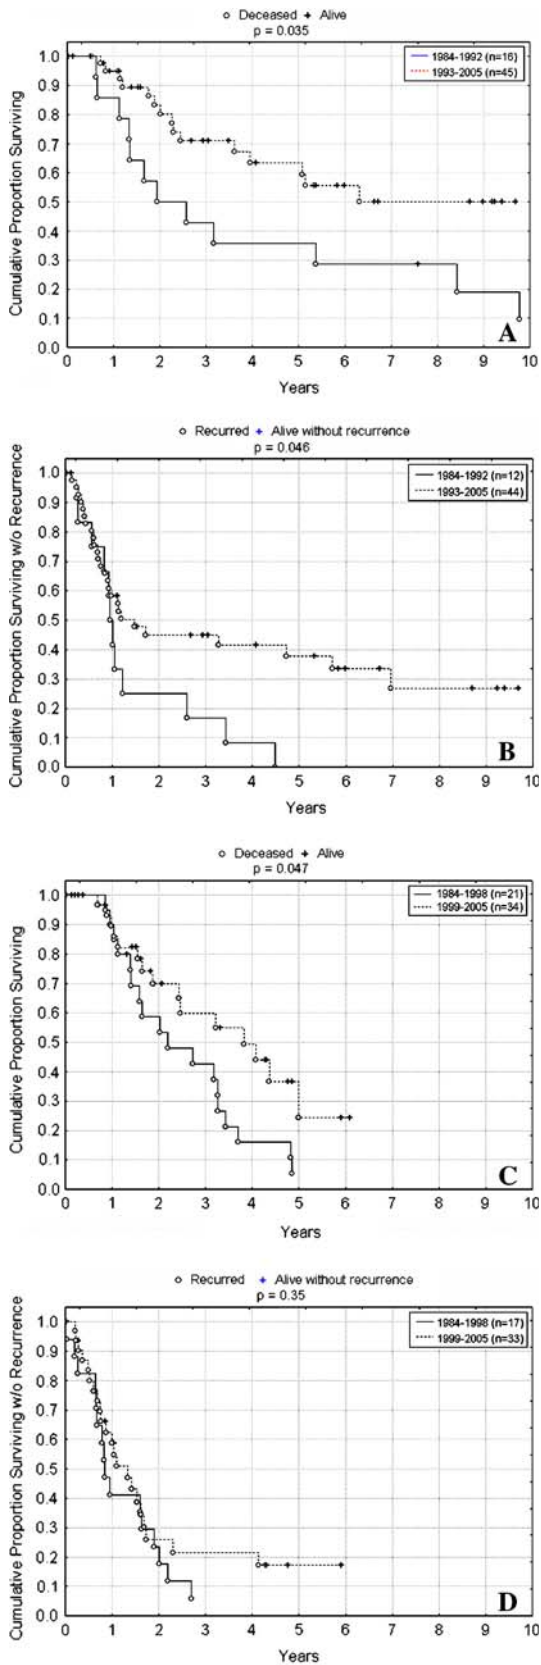 o Deceased + Alive
p = 0.035
1984-1992 (n=16)
1993-2005 (n=45)
Cumulative Proportion Surviving
1.0
0.9
0.8
0.7
0.6
0.5
0.4
0.3
0.2
0.1
0.0
A
0 1 2 3 4 5 6 7 8 9 10
Years
o Recurred + Alive without recurrence
p = 0.046
1984-1992 (n=12)
1993-2005 (n=44)
Cumulative Proportion Surviving w/o Recurrence
1.0
0.9
0.8
0.7
0.6
0.5
0.4
0.3
0.2
0.1
0.0
B
0 1 2 3 4 5 6 7 8 9 10
Years
o Deceased + Alive
p = 0.047
1984-1998 (n=21)
1999-2005 (n=34)
Cumulative Proportion Surviving
1.0
0.9
0.8
0.7
0.6
0.5
0.4
0.3
0.2
0.1
0.0
C
0 1 2 3 4 5 6 7 8 9 10
Years
o Recurred + Alive without recurrence
p = 0.35
1984-1998 (n=17)
1999-2005 (n=33)
Cumulative Proportion Surviving w/o Recurrence
1.0
0.9
0.8
0.7
0.6
0.5
0.4
0.3
0.2
0.1
0.0
D
0 1 2 3 4 5 6 7 8 9 10
Years